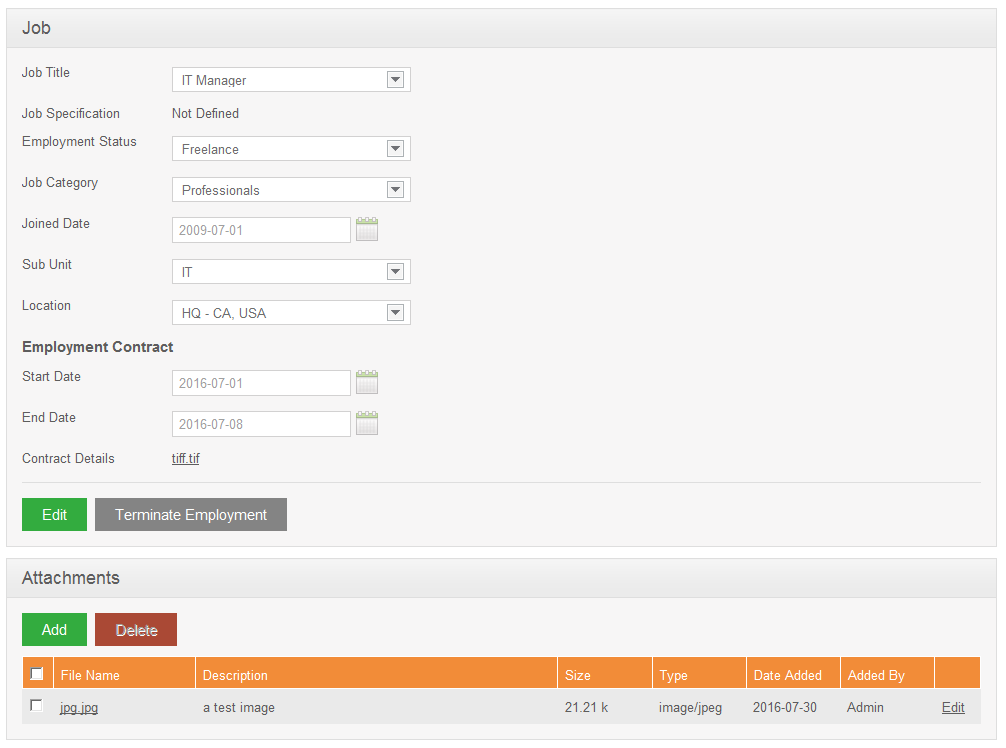 Job
Job Title IT Manager
Job Specification Not Defined
Employment Status Freelance
Job Category Professionals
Joined Date 2009-07-01
Sub Unit IT
Location HQ - CA, USA
Employment Contract
Start Date 2016-07-01
End Date 2016-07-08
Contract Details tiff.tif
Edit Terminate Employment
Attachments
Add Delete
File Name Description Size Type Date Added Added By
jpg.jpg a test image 21.21 k image/jpeg 2016-07-30 Admin Edit